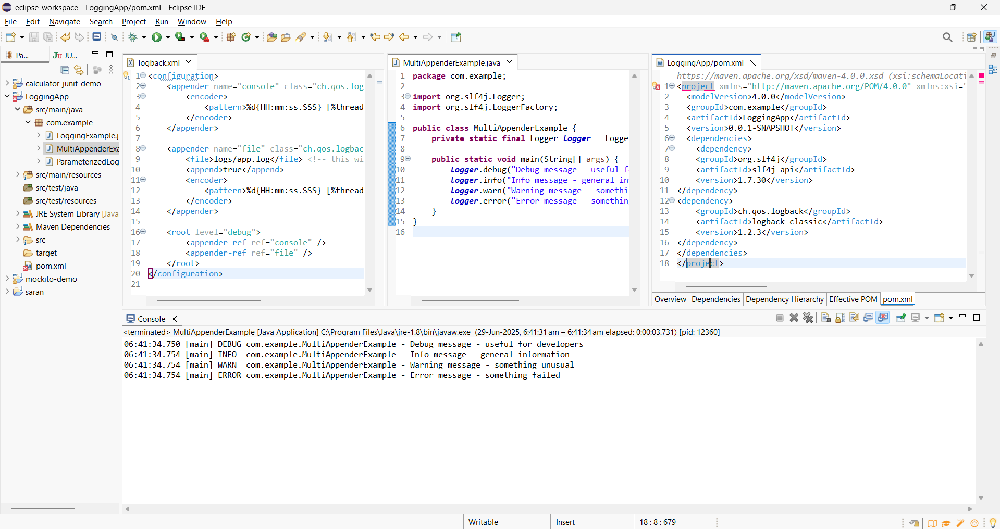 eclipse-workspace - LoggingApp/pom.xml - Eclipse IDE
File Edit Navigate Search Project Run Window Help
Pa...
JU...
calculator-junit-demo
LoggingApp
src/main/java
com.example
LoggingExample.j
MultiAppenderExa
ParameterizedLog
src/main/resources
src/test/java
src/test/resources
JRE System Library [Java
Maven Dependencies
src
target
pom.xml
mockito-demo
saran
logback.xml
1 <configuration>
2 <appender name="console" class="ch.qos.log
3 <encoder>
4 <pattern>%d{HH:mm:ss.SSS} [%thread
5 </encoder>
6 </appender>
7
8 <appender name="file" class="ch.qos.logbac
9 <file>logs/app.log</file> <!-- this wi
10 <append>true</append>
11 <encoder>
12 <pattern>%d{HH:mm:ss.SSS} [%thread
13 </encoder>
14 </appender>
15
16 <root level="debug">
17 <appender-ref ref="console" />
18 <appender-ref ref="file" />
19 </root>
20 </configuration>
21
MultiAppenderExample.java
1 package com.example;
2
3 import org.slf4j.Logger;
4 import org.slf4j.LoggerFactory;
5
6 public class MultiAppenderExample {
7 private static final Logger logger = Logge
8
9 public static void main(String[] args) {
10 logger.debug("Debug message - useful f
11 logger.info("Info message - general in
12 logger.warn("Warning message - somethi
13 logger.error("Error message - somethin
14 }
15 }
16
LoggingApp/pom.xml
https://maven.apache.org/xsd/maven-4.0.0.xsd (xsi:schemaLocati
1 <project xmlns="http://maven.apache.org/POM/4.0.0" xmlns:xsi="
2 <modelVersion>4.0.0</modelVersion>
3 <groupId>com.example</groupId>
4 <artifactId>LoggingApp</artifactId>
5 <version>0.0.1-SNAPSHOT</version>
6 <dependencies>
7 <dependency>
8 <groupId>org.slf4j</groupId>
9 <artifactId>slf4j-api</artifactId>
10 <version>1.7.30</version>
11 </dependency>
12 <dependency>
13 <groupId>ch.qos.logback</groupId>
14 <artifactId>logback-classic</artifactId>
15 <version>1.2.3</version>
16 </dependency>
17 </dependencies>
18 </project>
Overview Dependencies Dependency Hierarchy Effective POM pom.xml
Console
<terminated> MultiAppenderExample [Java Application] C:\Program Files\Java\jre-1.8\bin\javaw.exe (29-Jun-2025, 6:41:31 am – 6:41:34 am elapsed: 0:00:03.731) [pid: 12360]
06:41:34.750 [main] DEBUG com.example.MultiAppenderExample - Debug message - useful for developers
06:41:34.754 [main] INFO  com.example.MultiAppenderExample - Info message - general information
06:41:34.754 [main] WARN  com.example.MultiAppenderExample - Warning message - something unusual
06:41:34.754 [main] ERROR com.example.MultiAppenderExample - Error message - something failed
Writable Insert 18 : 8 : 679